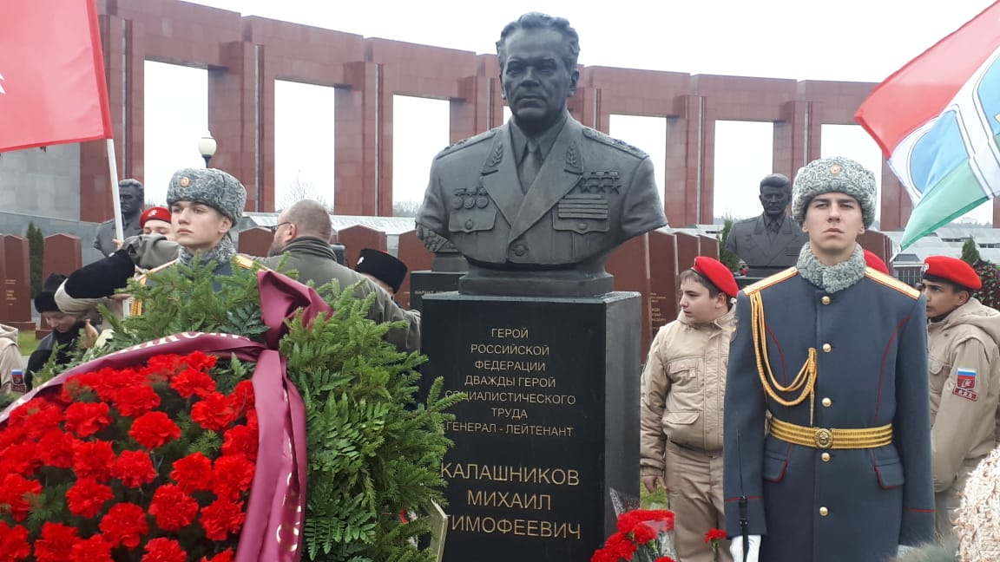 ГЕРОЙ
РОССИЙСКОЙ
ФЕДЕРАЦИИ
ДВАЖДЫ ГЕРОЙ
СОЦИАЛИСТИЧЕСКОГО
ТРУДА
ГЕНЕРАЛ - ЛЕЙТЕНАНТ
КАЛАШНИКОВ
МИХАИЛ
ТИМОФЕЕВИЧ